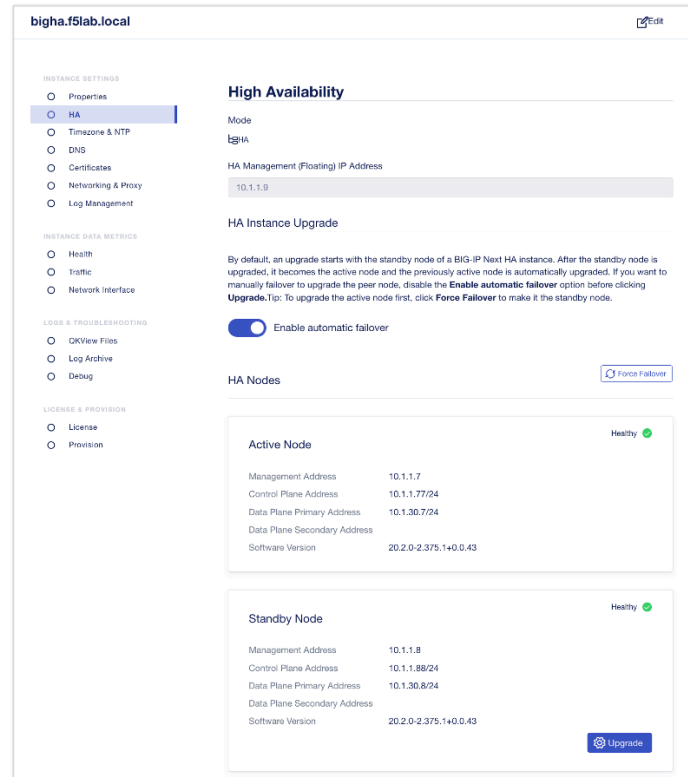 bigha.f5lab.local
Edit
INSTANCE SETTINGS
Properties
HA
Timezone & NTP
DNS
Certificates
Networking & Proxy
Log Management
INSTANCE DATA METRICS
Health
Traffic
Network Interface
LOGS & TROUBLESHOOTING
QKView Files
Log Archive
Debug
LICENSE & PROVISION
License
Provision
High Availability
Mode
HA
HA Management (Floating) IP Address
10.1.1.9
HA Instance Upgrade
By default, an upgrade starts with the standby node of a BIG-IP Next HA instance. After the standby node is
upgraded, it becomes the active node and the previously active node is automatically upgraded. If you want to
manually failover to upgrade the peer node, disable the Enable automatic failover option before clicking
Upgrade.Tip: To upgrade the active node first, click Force Failover to make it the standby node.
Enable automatic failover
HA Nodes
Force Failover
Healthy
Active Node
Management Address 10.1.1.7
Control Plane Address 10.1.1.77/24
Data Plane Primary Address 10.1.30.7/24
Data Plane Secondary Address
Software Version 20.2.0-2.375.1+0.0.43
Healthy
Standby Node
Management Address 10.1.1.8
Control Plane Address 10.1.1.88/24
Data Plane Primary Address 10.1.30.8/24
Data Plane Secondary Address
Software Version 20.2.0-2.375.1+0.0.43
Upgrade